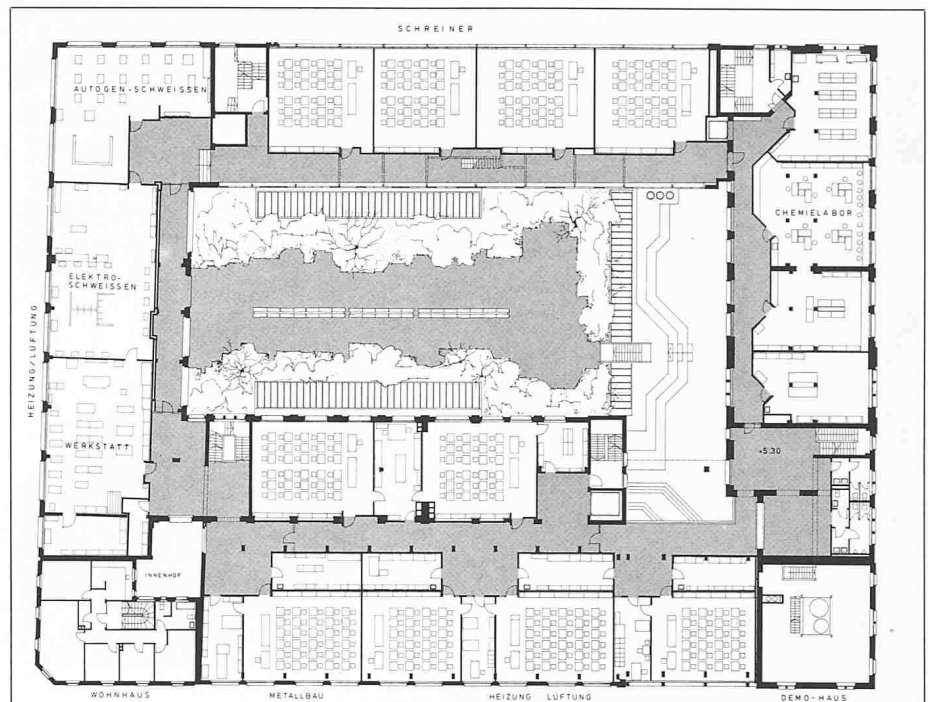 SCHREINER
AUTOGEN-SCHWEISSEN
CHEMIELABOR
ELEKTRO-
SCHWEISSEN
HEIZUNG/LÜFTUNG
WERKSTATT
+5.30
INNENHOF
WOHNHAUS
METALLBAU
HEIZUNG LÜFTUNG
DEMO-HAUS